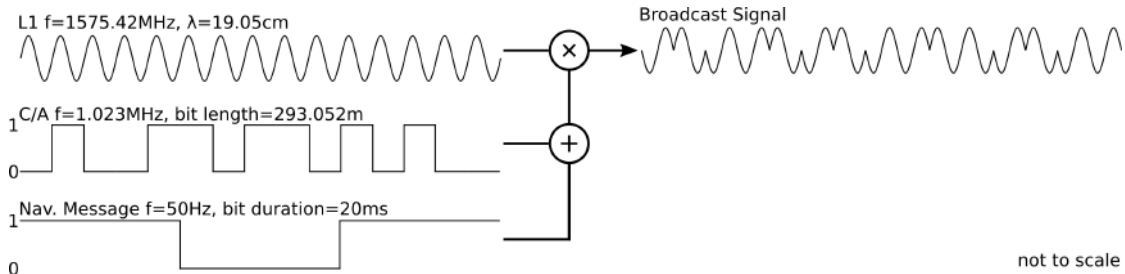 L1 f=1575.42MHz, λ=19.05cm
Broadcast Signal
×
C/A f=1.023MHz, bit length=293.052m
1
0
+
Nav. Message f=50Hz, bit duration=20ms
1
0
not to scale